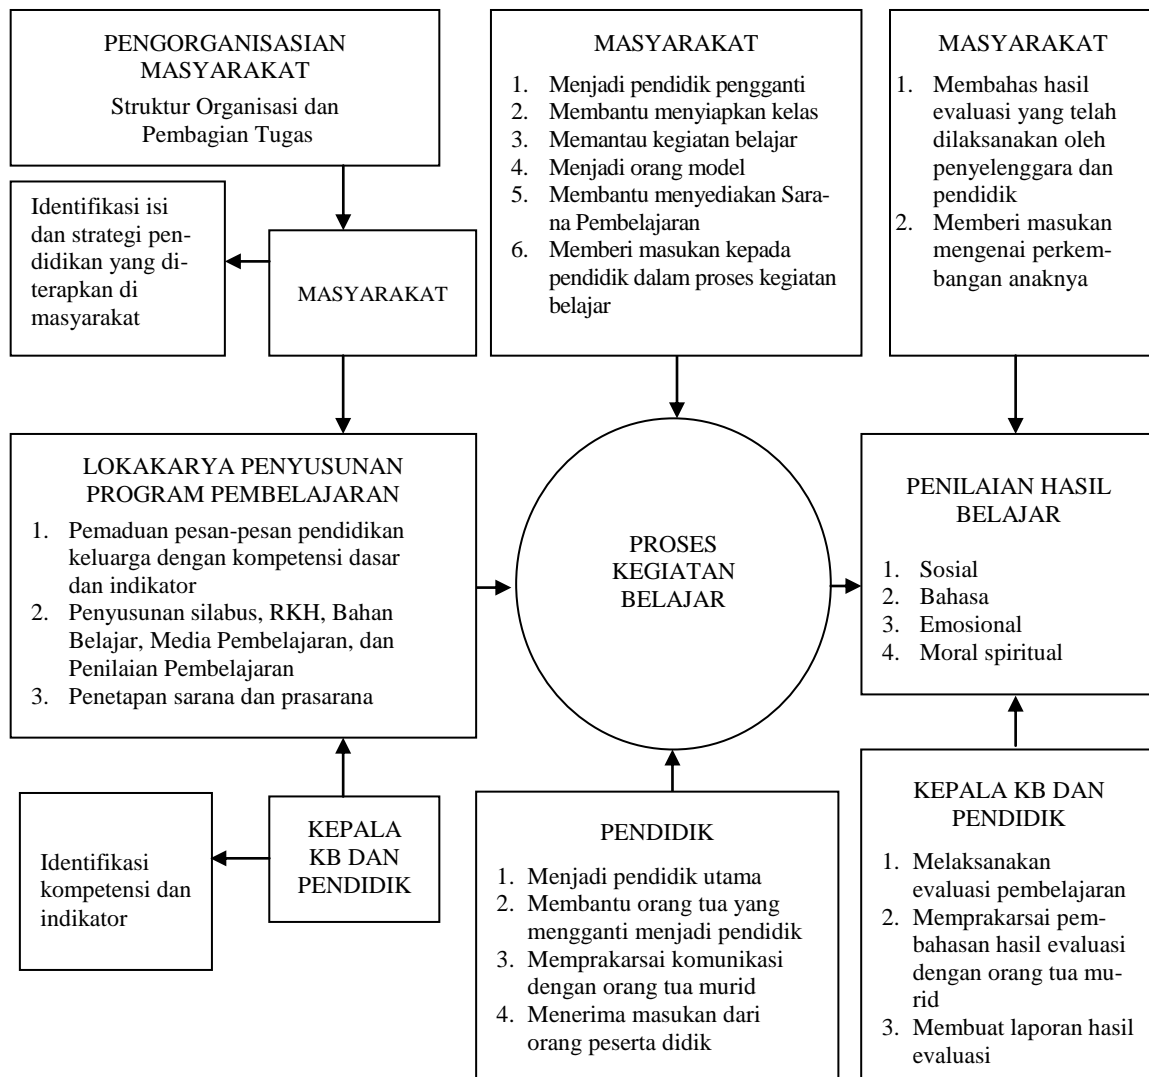 PENGORGANISASIAN
MASYARAKAT
Struktur Organisasi dan
Pembagian Tugas
Identifikasi isi
dan strategi pen-
didikan yang di-
terapkan di
masyarakat
MASYARAKAT
MASYARAKAT
1. Menjadi pendidik pengganti
2. Membantu menyiapkan kelas
3. Memantau kegiatan belajar
4. Menjadi orang model
5. Membantu menyediakan Sara-
na Pembelajaran
6. Memberi masukan kepada
pendidik dalam proses kegiatan
belajar
MASYARAKAT
1. Membahas hasil
evaluasi yang telah
dilaksanakan oleh
penyelenggara dan
pendidik
2. Memberi masukan
mengenai perkem-
bangan anaknya
LOKAKARYA PENYUSUNAN
PROGRAM PEMBELAJARAN
1. Pemaduan pesan-pesan pendidikan
keluarga dengan kompetensi dasar
dan indikator
2. Penyusunan silabus, RKH, Bahan
Belajar, Media Pembelajaran, dan
Penilaian Pembelajaran
3. Penetapan sarana dan prasarana
PROSES
KEGIATAN
BELAJAR
PENILAIAN HASIL
BELAJAR
1. Sosial
2. Bahasa
3. Emosional
4. Moral spiritual
Identifikasi
kompetensi dan
indikator
KEPALA
KB DAN
PENDIDIK
PENDIDIK
1. Menjadi pendidik utama
2. Membantu orang tua yang
mengganti menjadi pendidik
3. Memprakarsai komunikasi
dengan orang tua murid
4. Menerima masukan dari
orang peserta didik
KEPALA KB DAN
PENDIDIK
1. Melaksanakan
evaluasi pembelajaran
2. Memprakarsai pem-
bahasan hasil evaluasi
dengan orang tua mu-
rid
3. Membuat laporan hasil
evaluasi